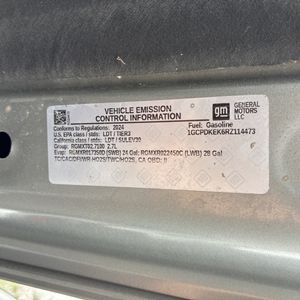 VEHICLE EMISSION
CONTROL INFORMATION
gm
GENERAL
MOTORS
LLC
Conforms to Regulations: 2024
U.S. EPA class / stds: LDT / TIER3
California class / stds: LDT / SULEV30
Group: RGMXT02.7100 2.7L
Evap: RGMXR0173500 (SWB) 24 Gal; RGMXR0224500 (LWB) 28 Gal
TC/CAC/DFI/WR-HO2S/TWC/HO2S, CA OBD: II
Fuel: Gasoline
1GCPDKEK6RZ114473